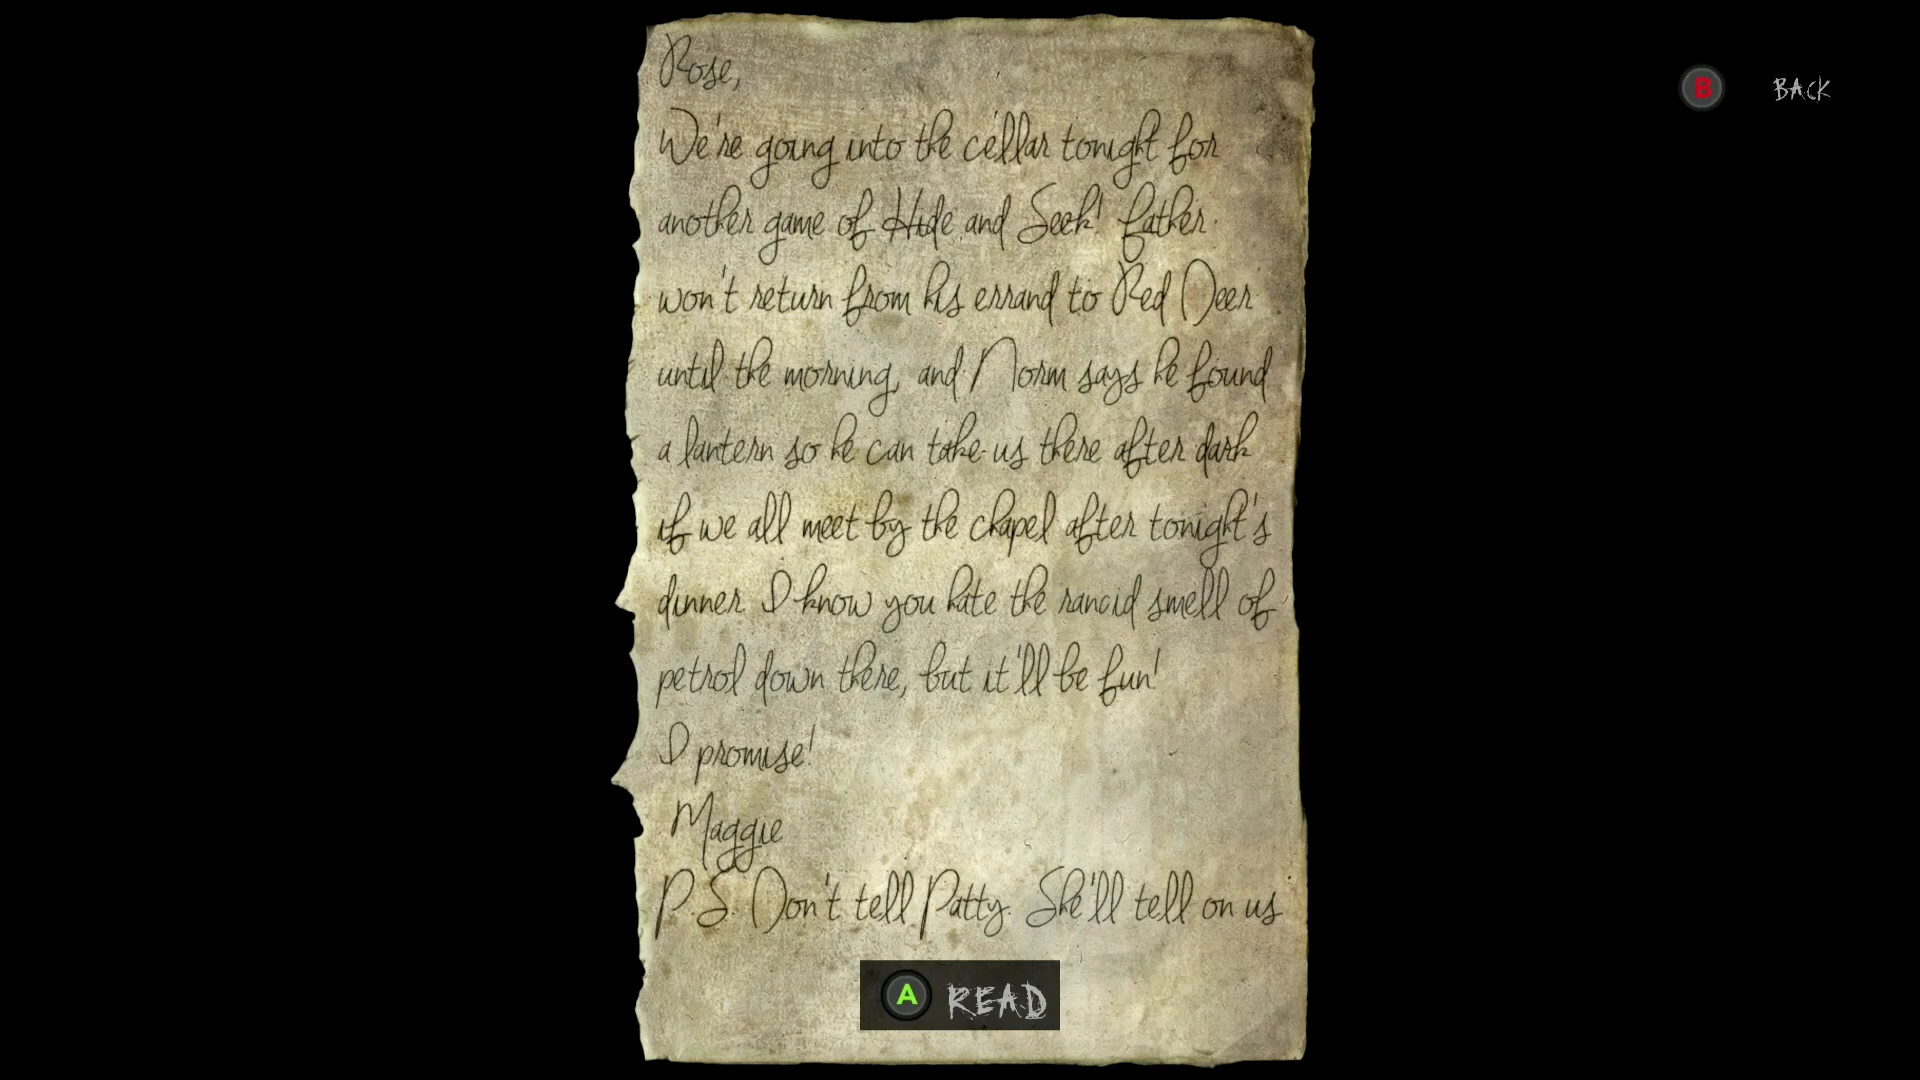 Rose,
We're going into the cellar tonight for
another game of Hide and Seek! Father
won't return from his errand to Red Deer
until the morning, and Norm says he found
a lantern so he can take us there after dark
if we all meet by the chapel after tonight's
dinner. I know you hate the rancid smell of
petrol down there, but it'll be fun!
I promise!
Maggie
P.S. Don't tell Patty. She'll tell on us
A READ
B BACK